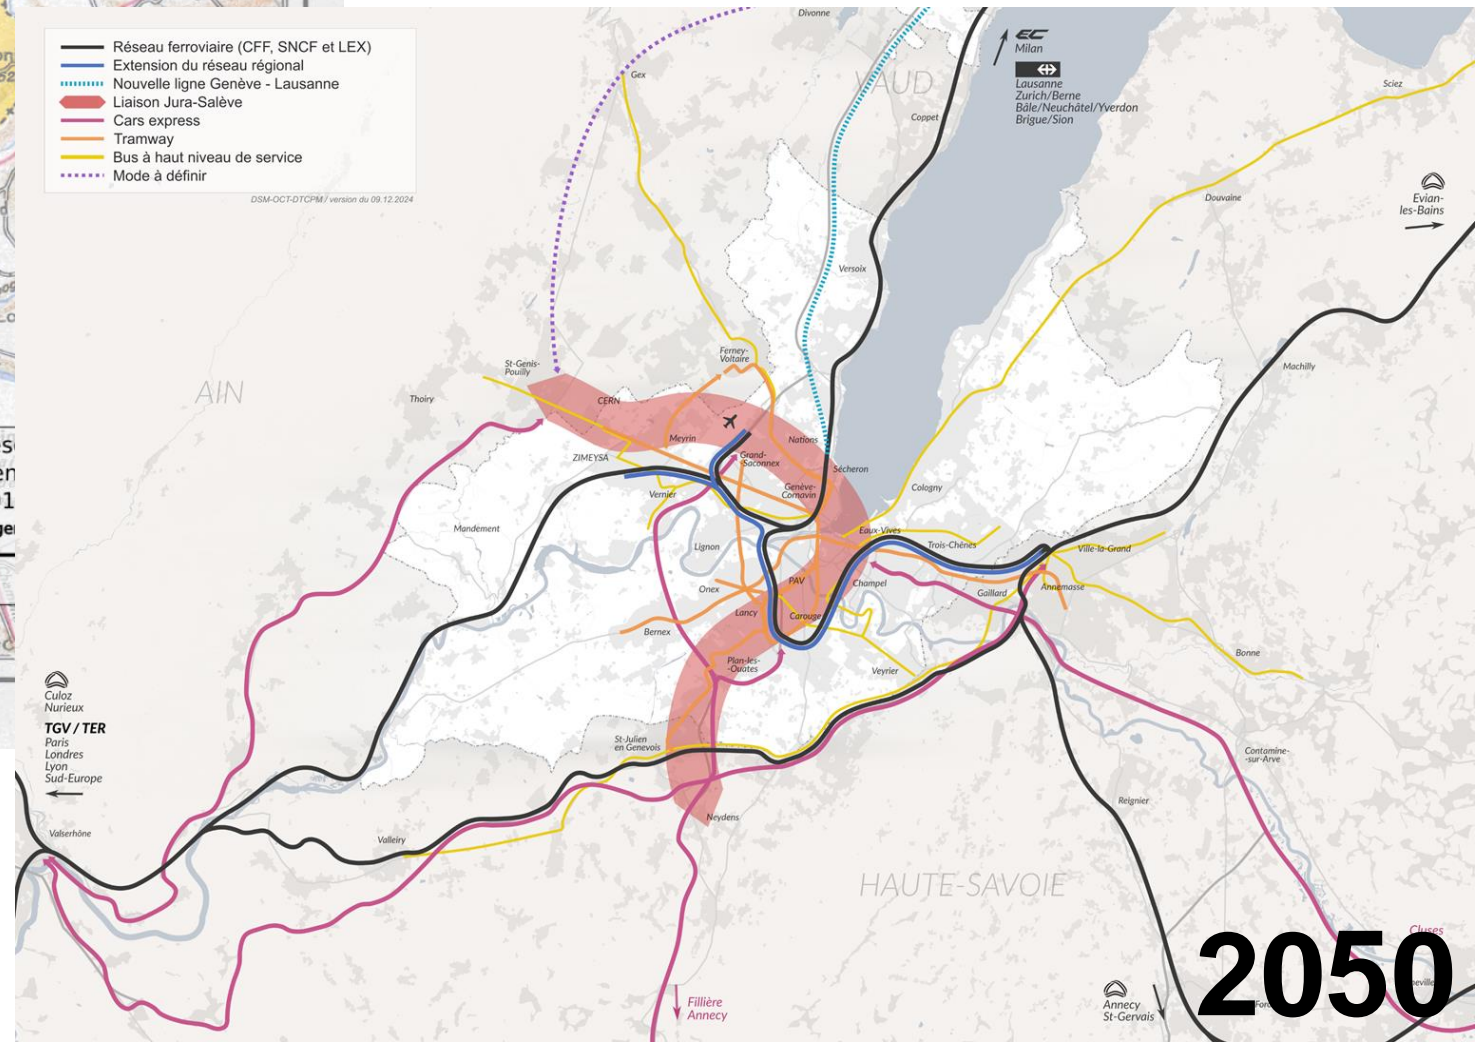 Réseau ferroviaire (CFF, SNCF et LEX)
Extension du réseau régional
Nouvelle ligne Genève - Lausanne
Liaison Jura-Salève
Cars express
Tramway
Bus à haut niveau de service
Mode à définir
DSM-OCT-DTCPM / version du 09.12.2024
Divonne
Gex
VAUD
Coppet
EC
Milan
Lausanne
Zurich/Berne
Bâle/Neuchâtel/Yverdon
Brigue/Sion
Sciez
Douvaine
Evian-
les-Bains
Versoix
Ferney-
Voltaire
St-Genis-
Pouilly
AIN
Thoiry
CERN
Machilly
Meyrin
Nations
ZIMEYSA
Grand-
-Saconnex
Sécheron
Vernier
Genève-
Cornavin
Cologny
Mandement
Eaux-Vives
Trois-Chênes
Ville-la-Grand
Lignon
PAV
Champel
Onex
Gaillard
Annemasse
Lancy
Carouge
Bernex
Bonne
Plan-les-
-Ouates
Veyrier
Culoz
Nurieux
TGV / TER
Paris
Londres
Lyon
Sud-Europe
St-Julien
en Genevois
Contamine-
-sur-Arve
Reignier
Neydens
Valserhône
Valleiry
HAUTE-SAVOIE
Cluses
2050
Fillière
Annecy
Annecy
St-Gervais